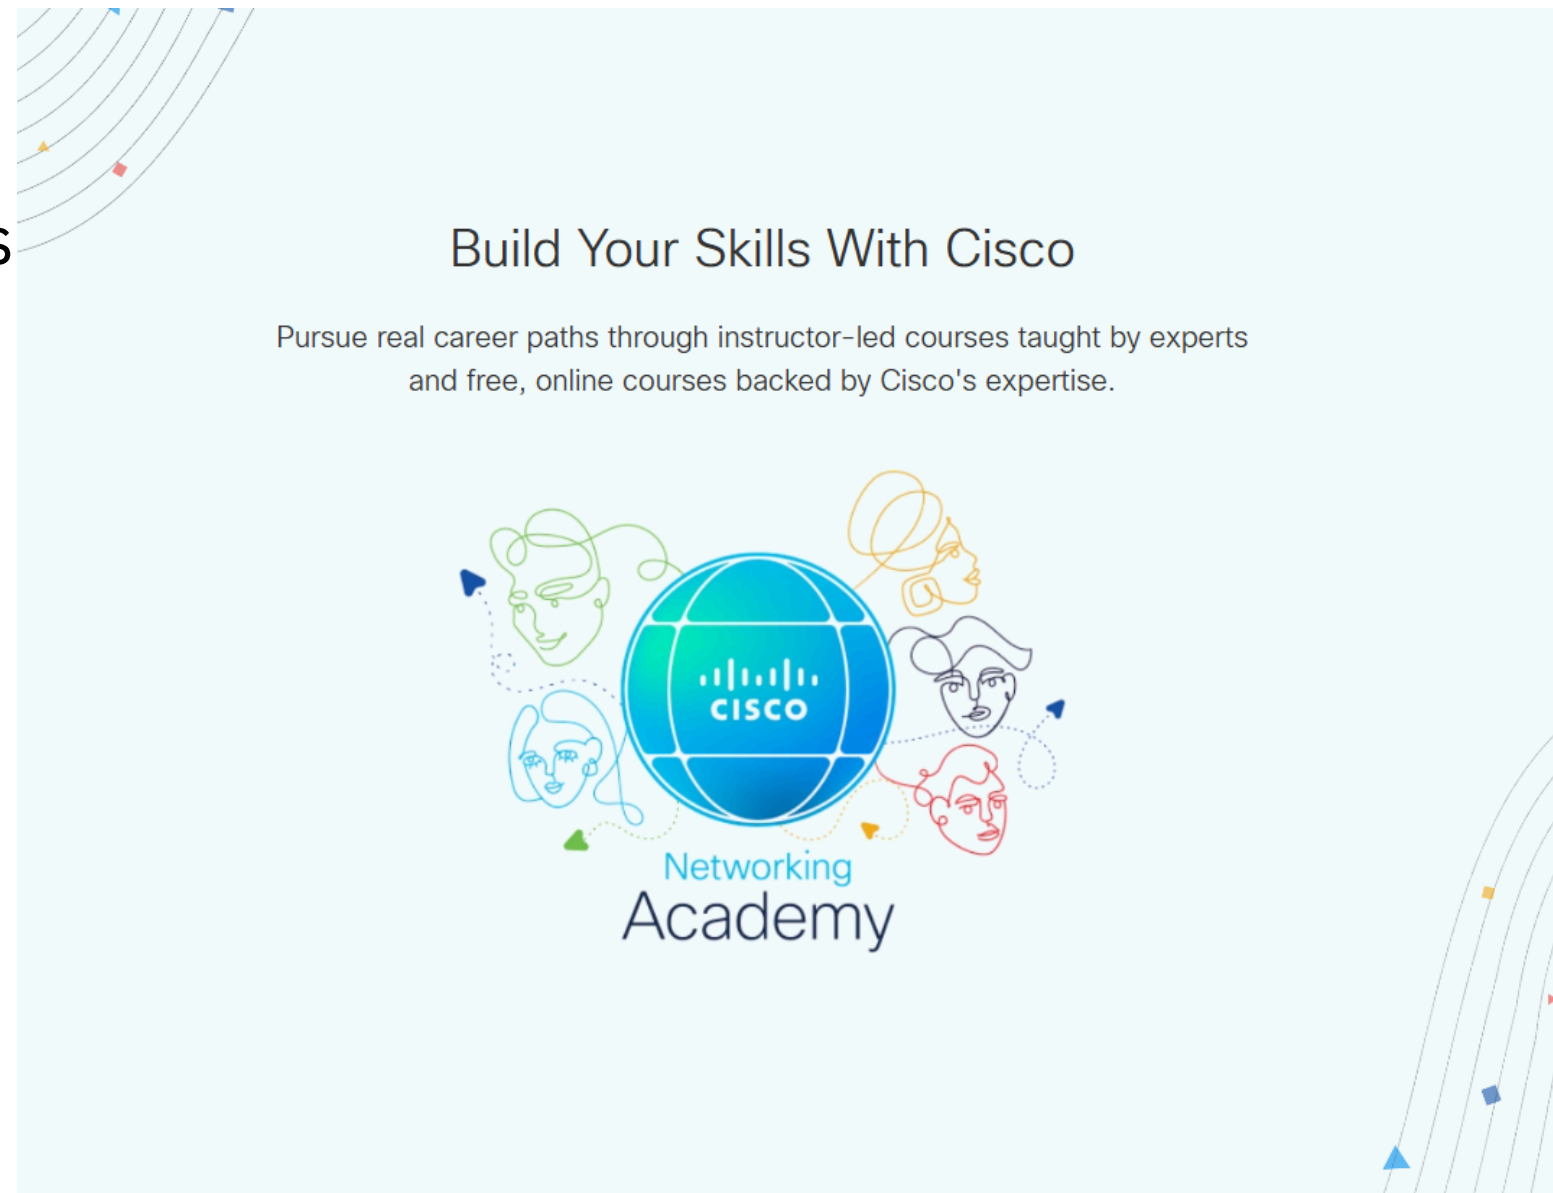 s
Build Your Skills With Cisco
Pursue real career paths through instructor-led courses taught by experts
and free, online courses backed by Cisco's expertise.
CISCO
Networking
Academy